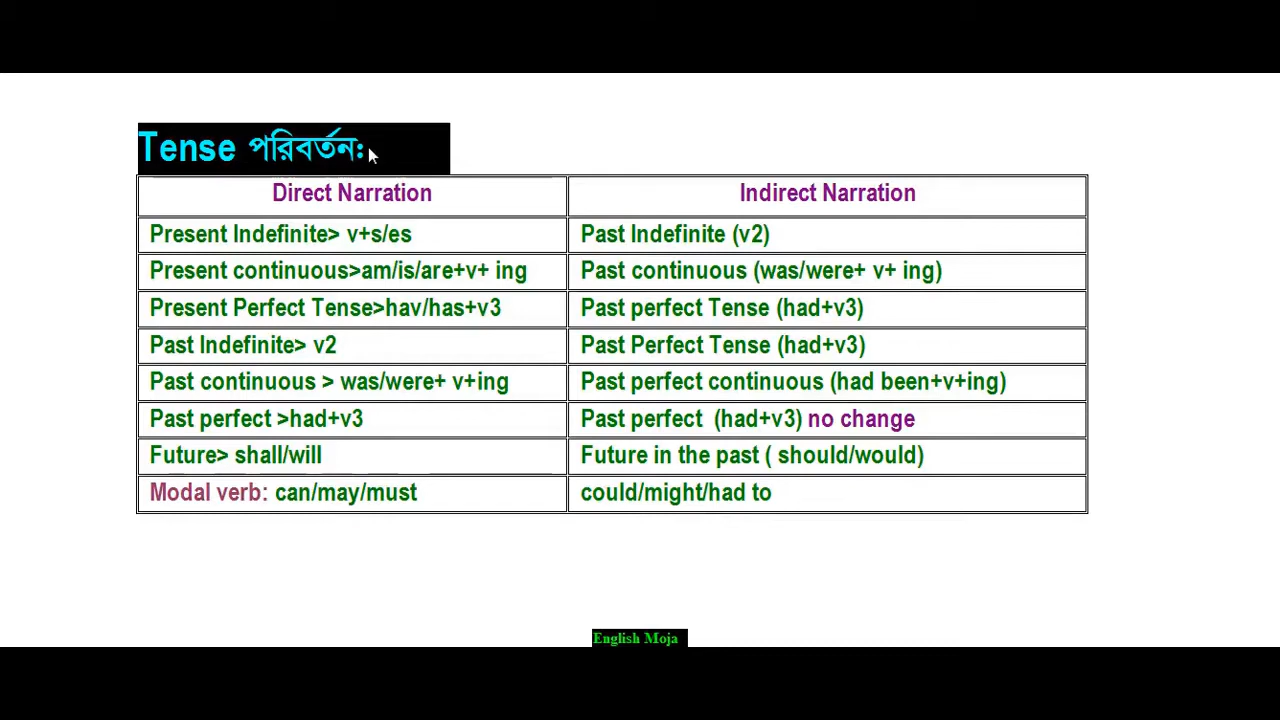 Tense পরিবর্তনঃ
Direct Narration Indirect Narration
Present Indefinite> v+s/es Past Indefinite (v2)
Present continuous>am/is/are+v+ ing Past continuous (was/were+ v+ ing)
Present Perfect Tense>hav/has+v3 Past perfect Tense (had+v3)
Past Indefinite> v2 Past Perfect Tense (had+v3)
Past continuous > was/were+ v+ing Past perfect continuous (had been+v+ing)
Past perfect >had+v3 Past perfect (had+v3) no change
Future> shall/will Future in the past ( should/would)
Modal verb: can/may/must could/might/had to
English Moja